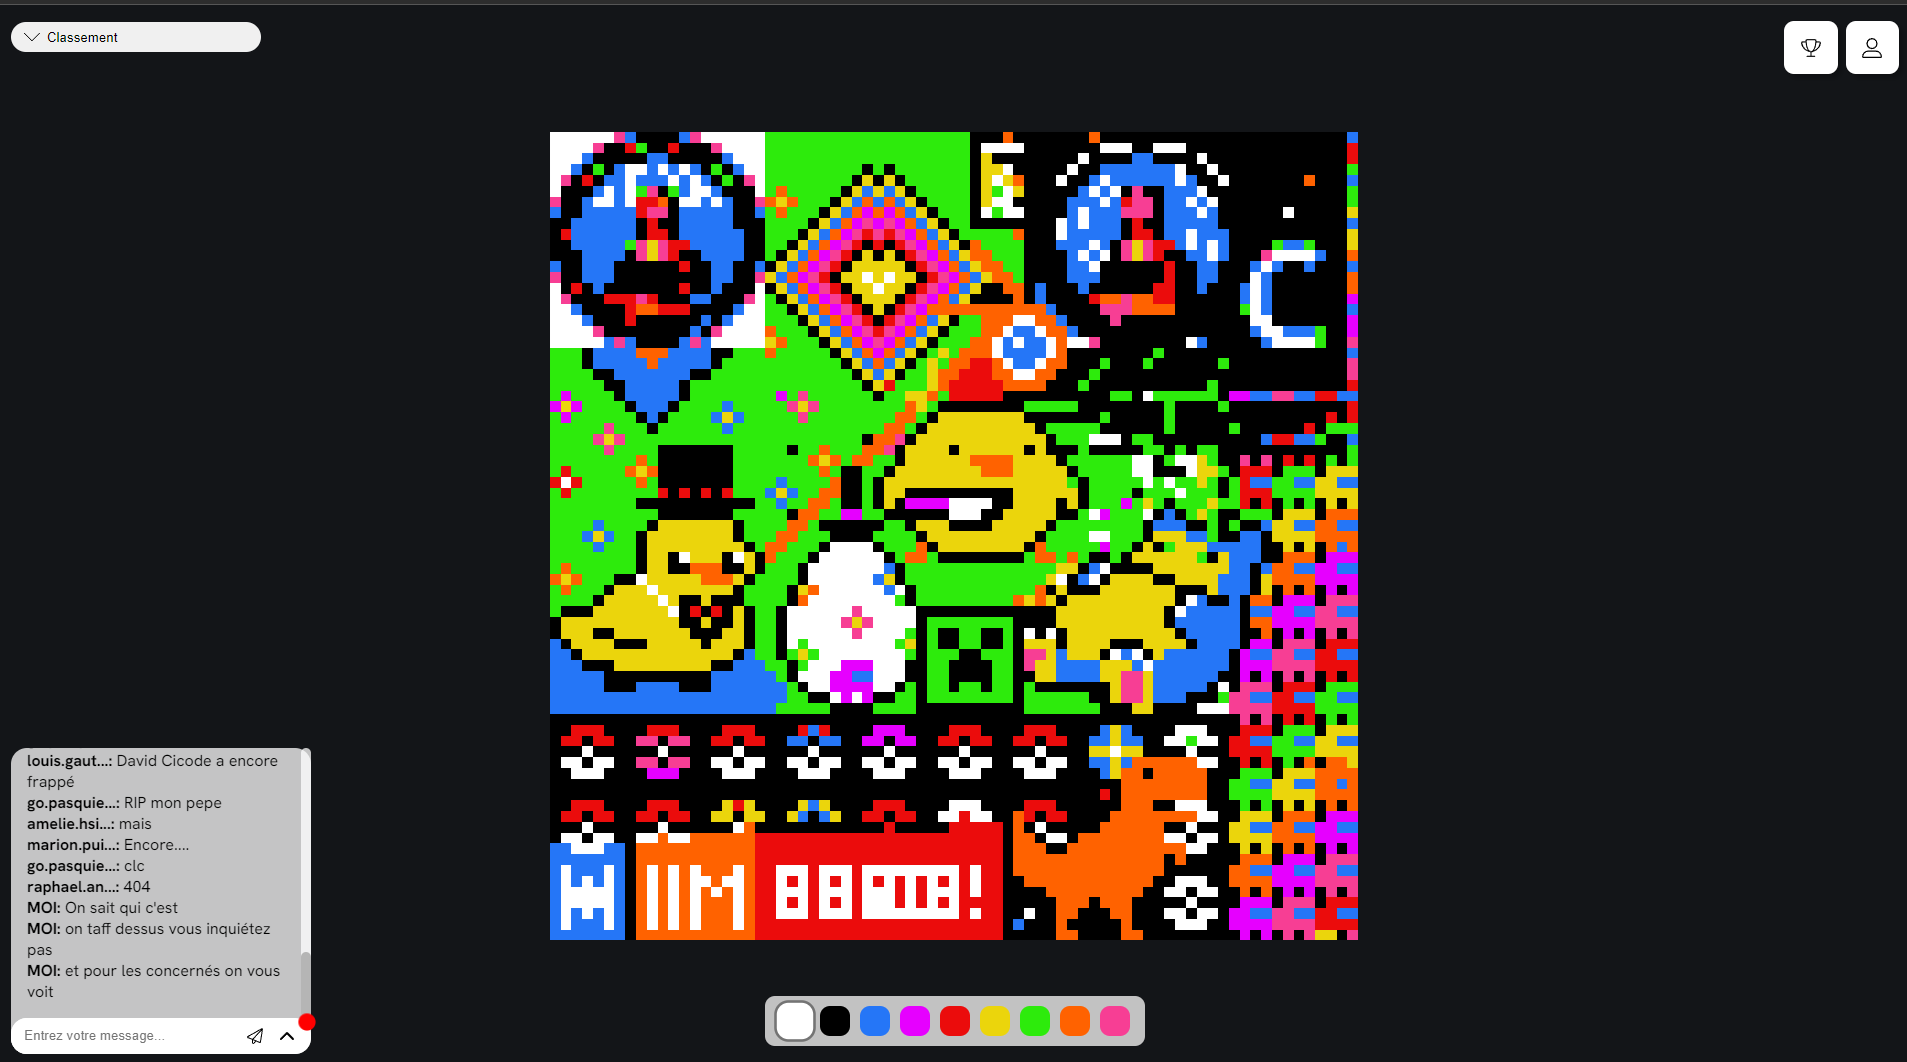 Classement
louis.gaut...: David Cicode a encore
frappé
go.pasquie...: RIP mon pepe
amelie.hsi...: mais
marion.pui...: Encore....
go.pasquie...: clc
raphael.an...: 404
MOI: On sait qui c'est
MOI: on taff dessus vous inquiétez
pas
MOI: et pour les concernés on vous
voit
Entrez votre message...